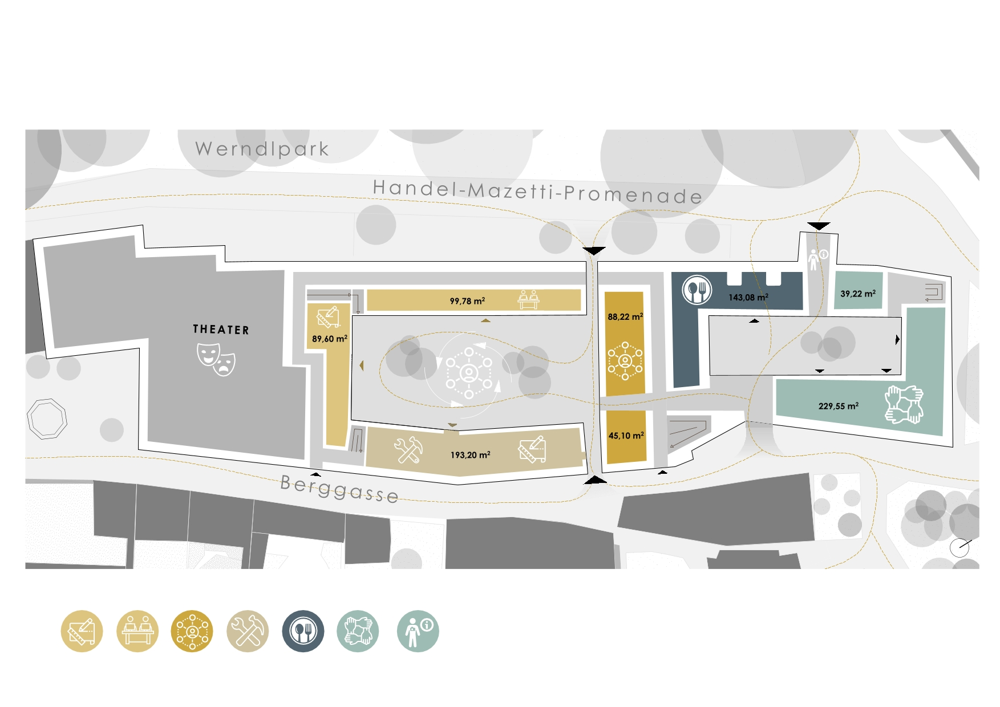 Werndlpark
Handel-Mazetti-Promenade
THEATER
99,78 m²
89,60 m²
88,22 m²
143,08 m²
39,22 m²
229,55 m²
45,10 m²
193,20 m²
Berggasse